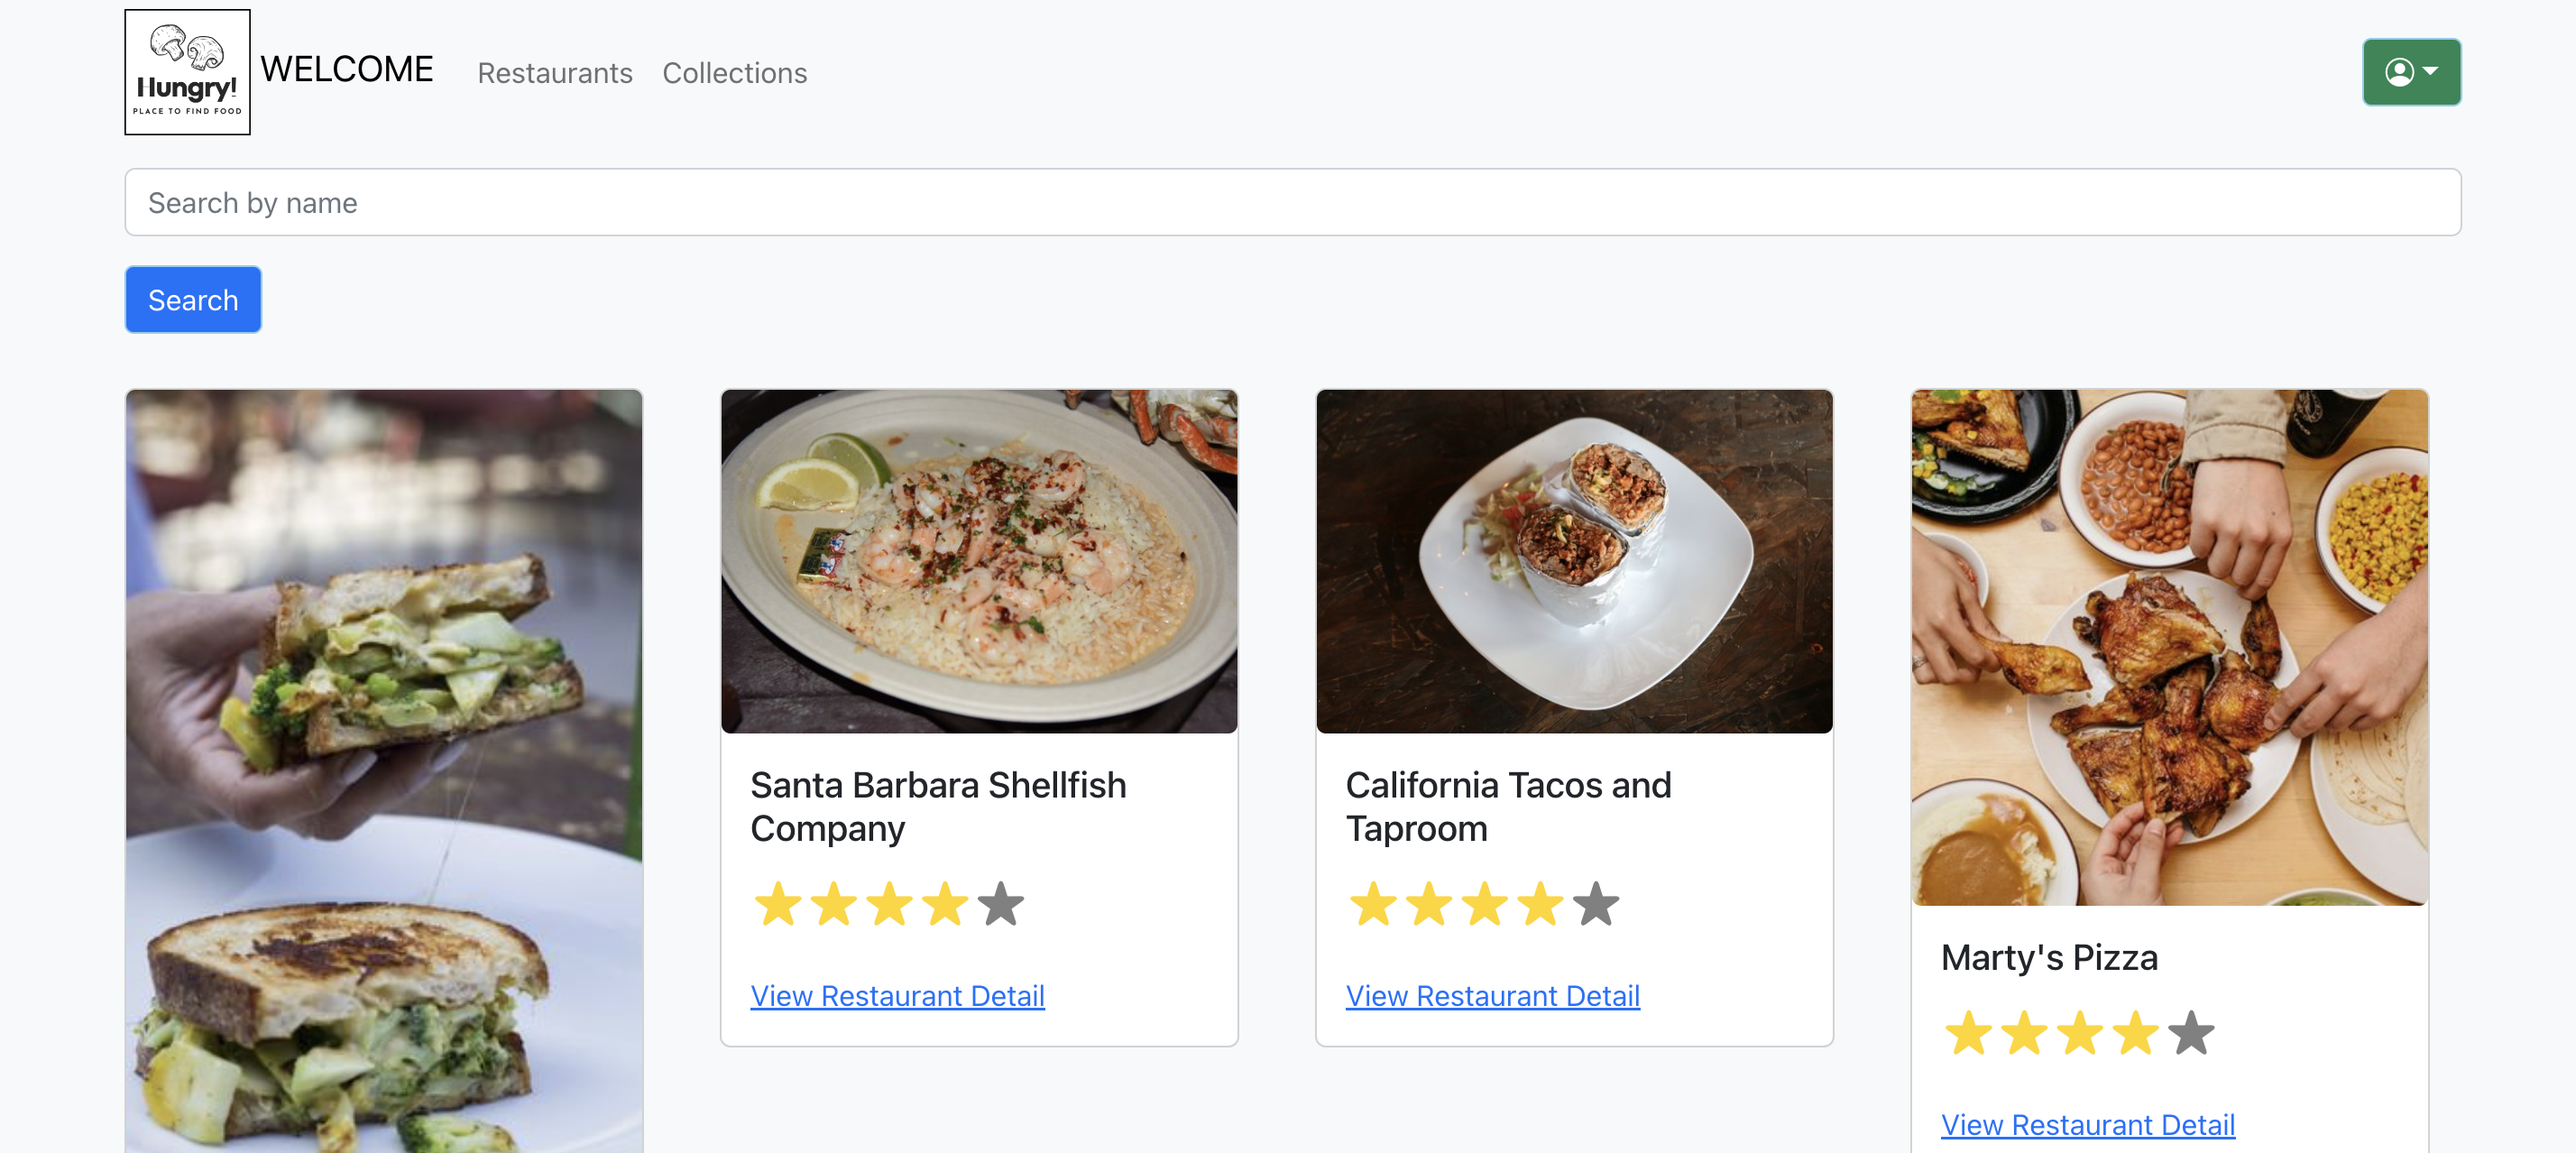 Hungry!
PLACE TO FIND FOOD
WELCOME
Restaurants
Collections
Search by name
Search
Santa Barbara Shellfish
Company
View Restaurant Detail
California Tacos and
Taproom
View Restaurant Detail
Marty's Pizza
View Restaurant Detail